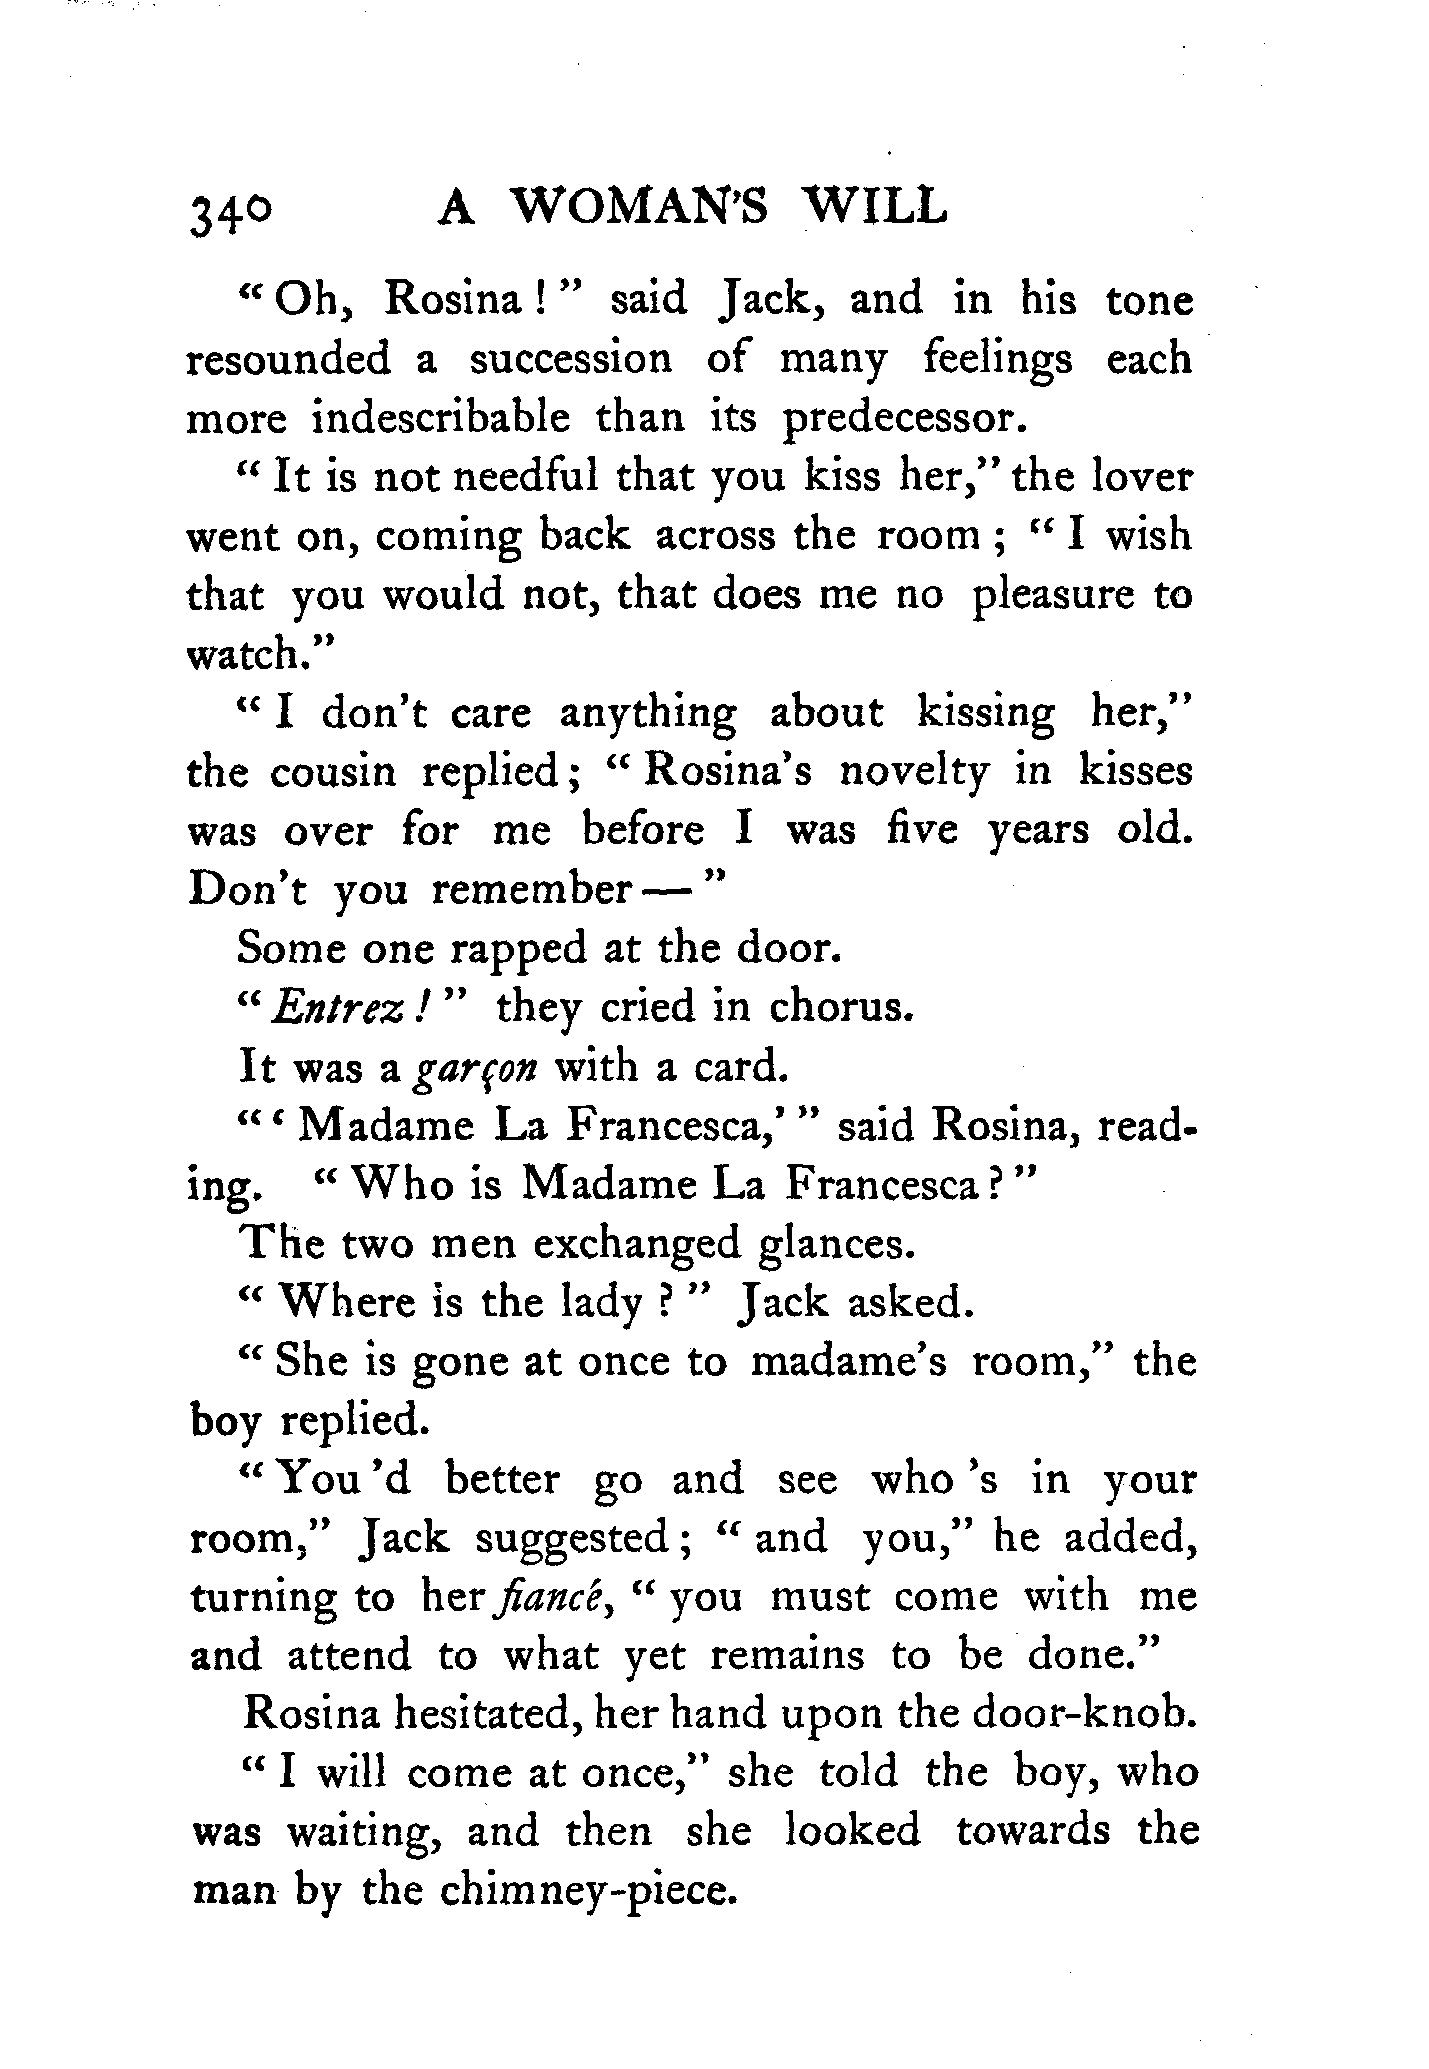 340 A WOMAN'S WILL
“Oh, Rosina!” said Jack, and in his tone
resounded a succession of many feelings each
more indescribable than its predecessor.
“It is not needful that you kiss her,” the lover
went on, coming back across the room; “I wish
that you would not, that does me no pleasure to
watch.”
“I don't care anything about kissing her,”
the cousin replied; “Rosina's novelty in kisses
was over for me before I was five years old.
Don't you remember—”
Some one rapped at the door.
“Entrez!” they cried in chorus.
It was a garçon with a card.
“‘Madame La Francesca,’” said Rosina, read-
ing. “Who is Madame La Francesca?”
The two men exchanged glances.
“Where is the lady?” Jack asked.
“She is gone at once to madame's room,” the
boy replied.
“You'd better go and see who's in your
room,” Jack suggested; “and you,” he added,
turning to her fiancé, “you must come with me
and attend to what yet remains to be done.”
Rosina hesitated, her hand upon the door-knob.
“I will come at once,” she told the boy, who
was waiting, and then she looked towards the
man by the chimney-piece.